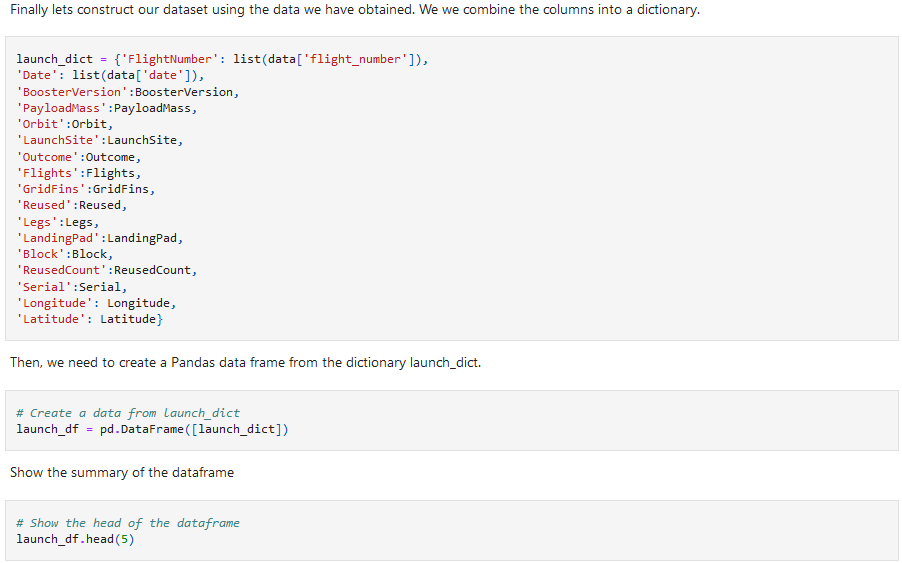 Finally lets construct our dataset using the data we have obtained. We we combine the columns into a dictionary.
launch_dict = {'FlightNumber': list(data['flight_number']),
'Date': list(data['date']),
'BoosterVersion':BoosterVersion,
'PayloadMass':PayloadMass,
'Orbit':Orbit,
'LaunchSite':LaunchSite,
'Outcome':Outcome,
'Flights':Flights,
'GridFins':GridFins,
'Reused':Reused,
'Legs':Legs,
'LandingPad':LandingPad,
'Block':Block,
'ReusedCount':ReusedCount,
'Serial':Serial,
'Longitude': Longitude,
'Latitude': Latitude}
Then, we need to create a Pandas data frame from the dictionary launch_dict.
# Create a data from launch_dict
launch_df = pd.DataFrame([launch_dict])
Show the summary of the dataframe
# Show the head of the dataframe
launch_df.head(5)